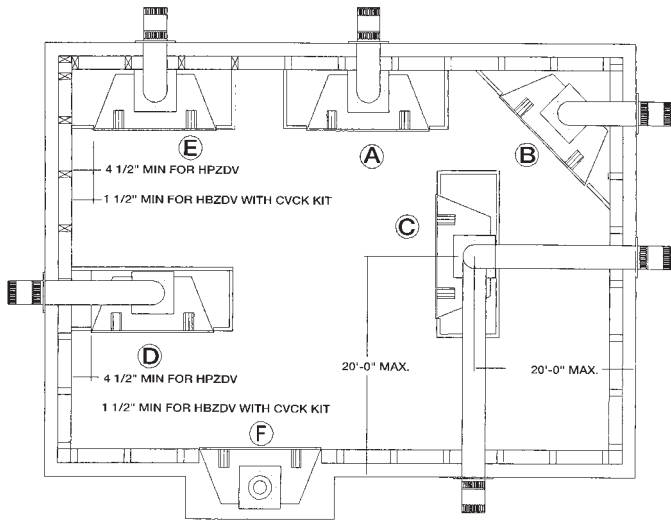 E
A
B
4 1/2" MIN FOR HPZDV
1 1/2" MIN FOR HBZDV WITH CVCK KIT
C
D
20'-0" MAX.
20'-0" MAX.
4 1/2" MIN FOR HPZDV
1 1/2" MIN FOR HBZDV WITH CVCK KIT
F